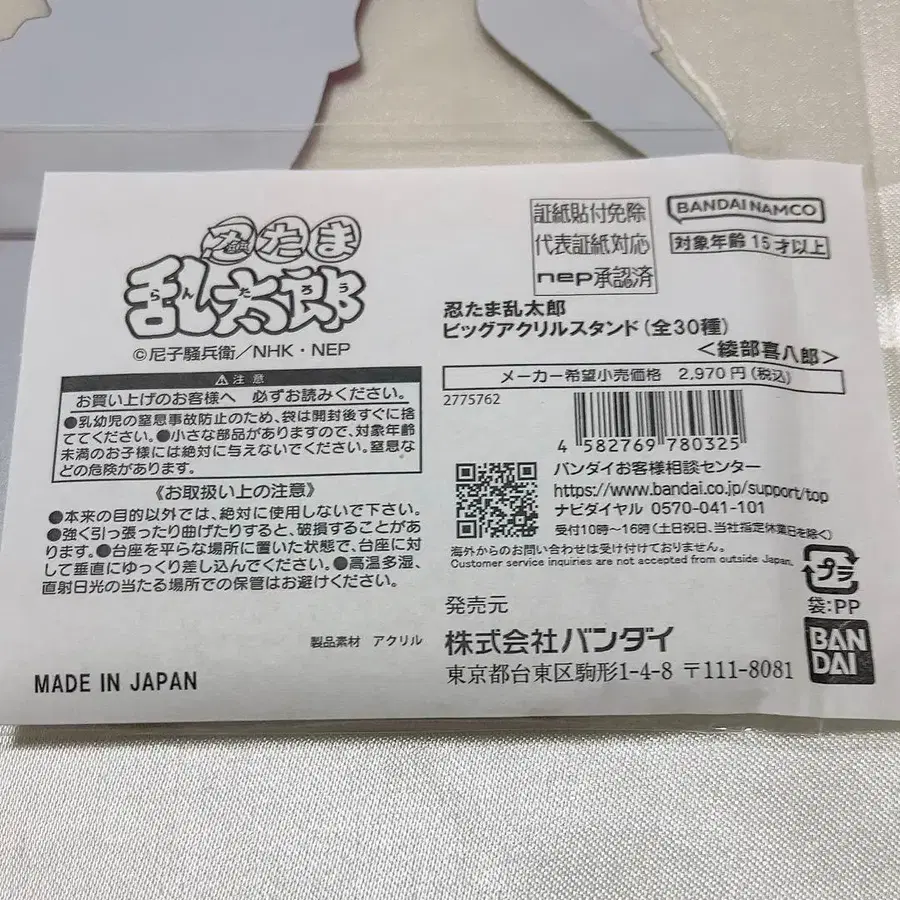 忍たま
乱太郎
らんたろう
©尼子騒兵衛／NHK・NEP
⚠注意
お買い上げのお客様へ 必ずお読みください。
●乳幼児の窒息事故防止のため、袋は開封後すぐに捨
ててください。●小さな部品がありますので、対象年齢
未満のお子様には絶対に与えないでください。窒息な
どの危険があります。
《お取扱い上の注意》
●本来の目的以外では、絶対に使用しないで下さい。
●強く引っ張ったり曲げたりすると、破損することがあ
ります。●台座を平らな場所に置いた状態で、台座に対
して垂直にゆっくり差し込んでください。●高温多湿、
直射日光の当たる場所での保管はお避けください。
製品素材 アクリル
MADE IN JAPAN
証紙貼付免除
代表証紙対応
nep承認済
BANDAI NAMCO
対象年齢15才以上
忍たま乱太郎
ビッグアクリルスタンド(全30種)
＜綾部喜八郎＞
メーカー希望小売価格 2,970円(税込)
2775762
4 582769 780325
バンダイお客様相談センター
https://www.bandai.co.jp/support/top
ナビダイヤル 0570-041-101
受付10時～16時(土日祝日、当社指定休業日を除く)
海外からのお問い合わせは受け付けておりません。
Customer service inquiries are not accepted from outside Japan.
プラ
袋:PP
発売元
株式会社バンダイ
東京都台東区駒形1-4-8 〒111-8081
BAN
DAI